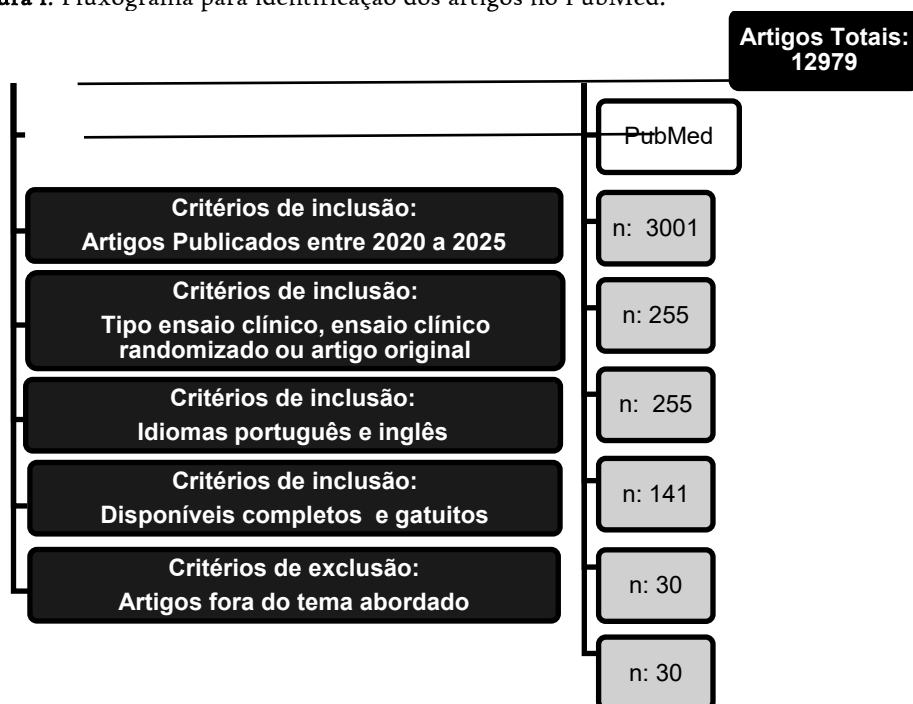 ura 1. Fluxograma para identificação dos artigos no PubMed.
Artigos Totais:
12979
PubMed
Critérios de inclusão:
Artigos Publicados entre 2020 a 2025
n: 3001
Critérios de inclusão:
Tipo ensaio clínico, ensaio clínico
randomizado ou artigo original
n: 255
Critérios de inclusão:
Idiomas português e inglês
n: 255
Critérios de inclusão:
Disponíveis completos e gatuitos
n: 141
Critérios de exclusão:
Artigos fora do tema abordado
n: 30
n: 30